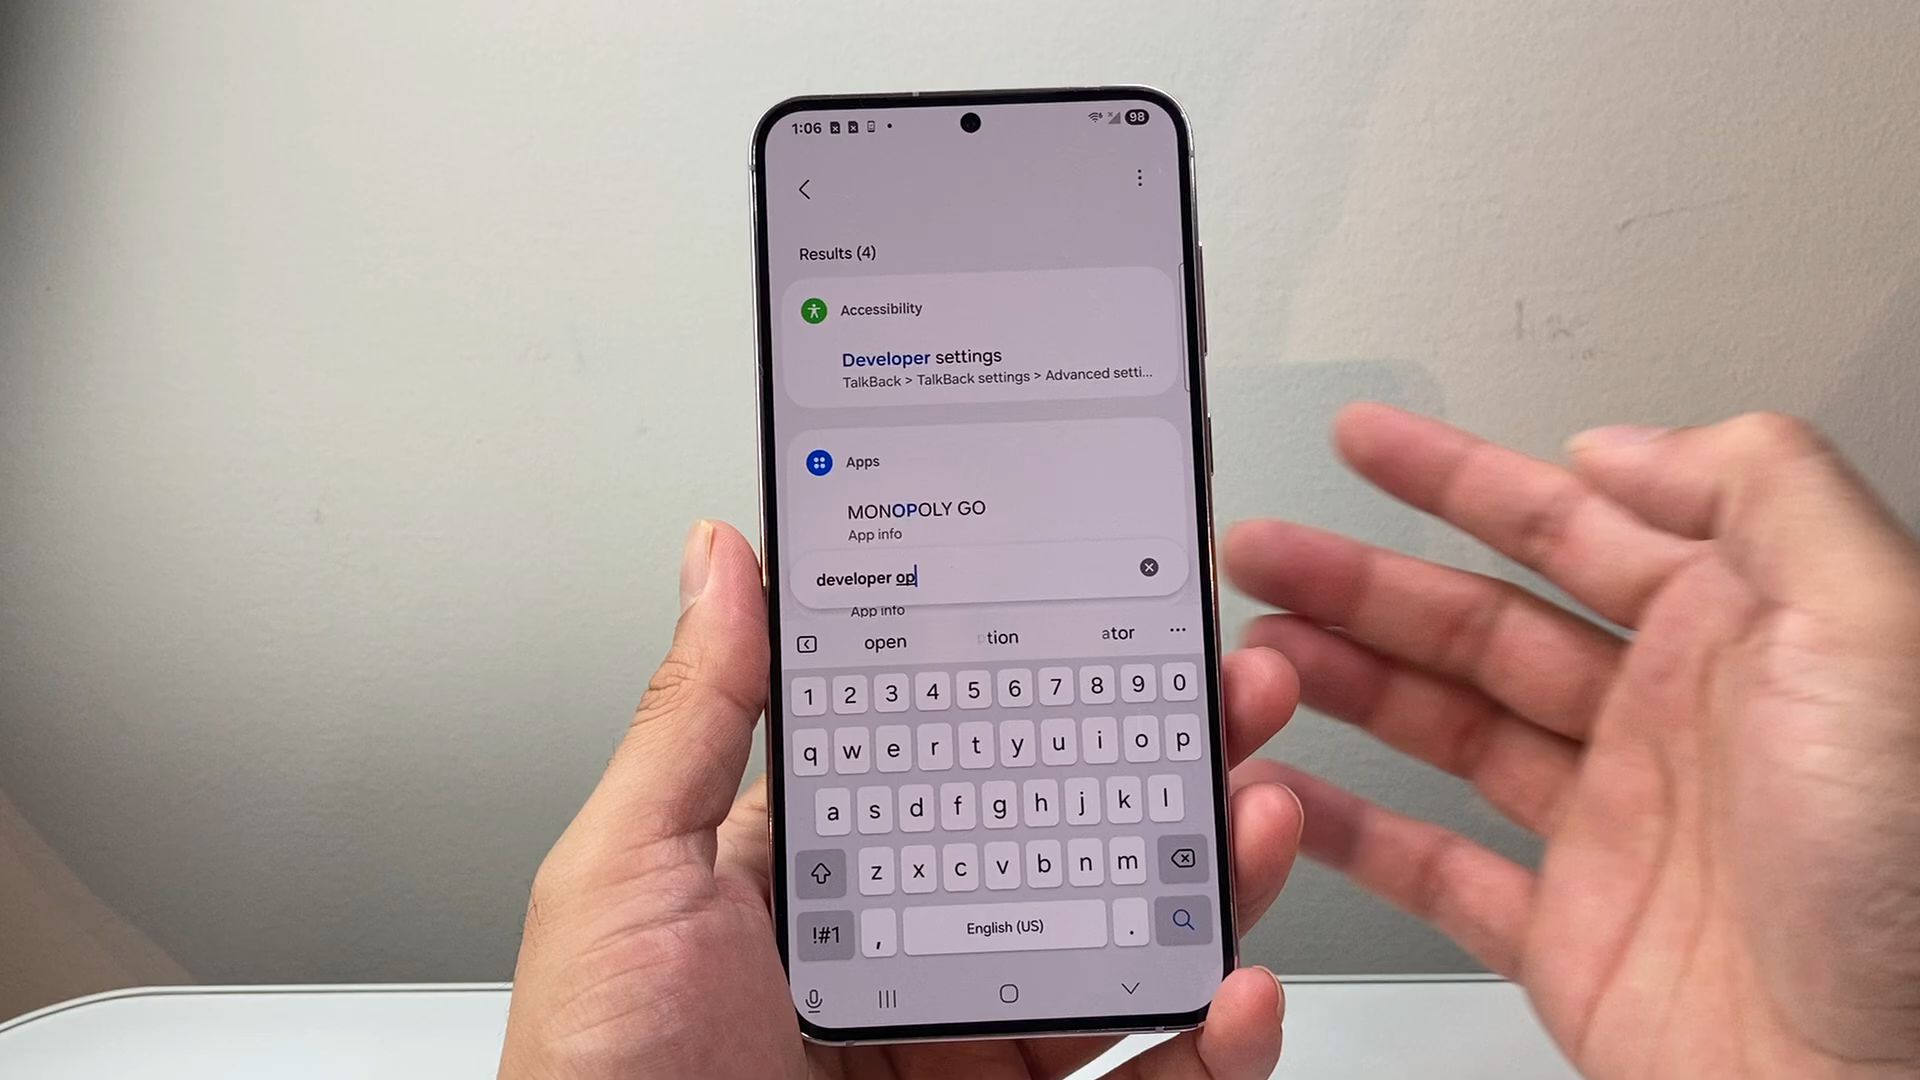 1:06
98
Results (4)
Accessibility
Developer settings
TalkBack > TalkBack settings > Advanced setti...
Apps
MONOPOLY GO
App info
developer op
App info
open tion ator
1 2 3 4 5 6 7 8 9 0
q w e r t y u i o p
a s d f g h j k l
z x c v b n m
!#1 , English (US) .